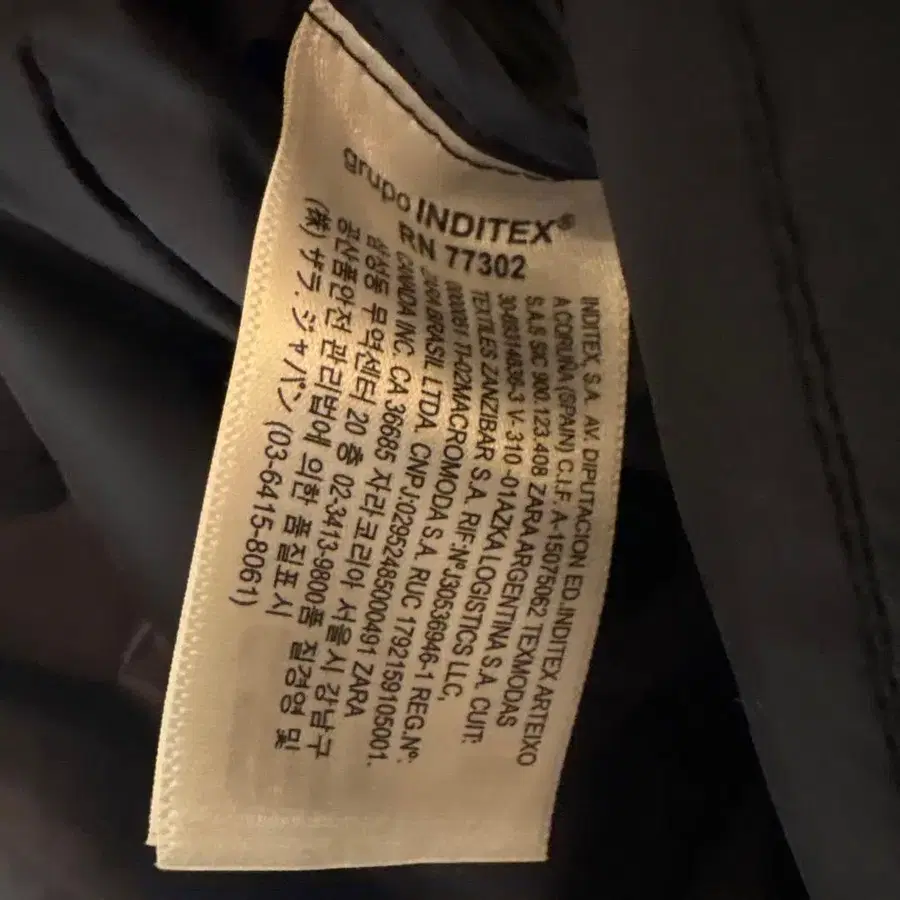 grupo INDITEX®
RN 77302
INDITEX, S.A. AV. DIPUTACION ED.INDITEX ARTEIXO
A CORUÑA (SPAIN) C.I.F. A-15075062 TEXMODAS
S.A.S SIC 900.123.408 ZARA ARGENTINA S.A. CUIT:
30-69314836-3 V-310 -01AZKA LOGISTICS LLC,
TEXTILES ZANZIBAR S.A. RIF:NºJ30536946-1 REG.Nº:
11-02MACROMODA S.A. RUC 1792159105001.
ZARA BRASIL LTDA. CNPJ:02952485000491 ZARA
CANADA INC. CA 36685 자라코리아 서울시 강남구
삼성동 무역센터 20 층 02-3413-9800품 질경영 및
공산품안전 관리법에 의한 품질표시
(株) ザラ.ジャパン (03-6415-8061)